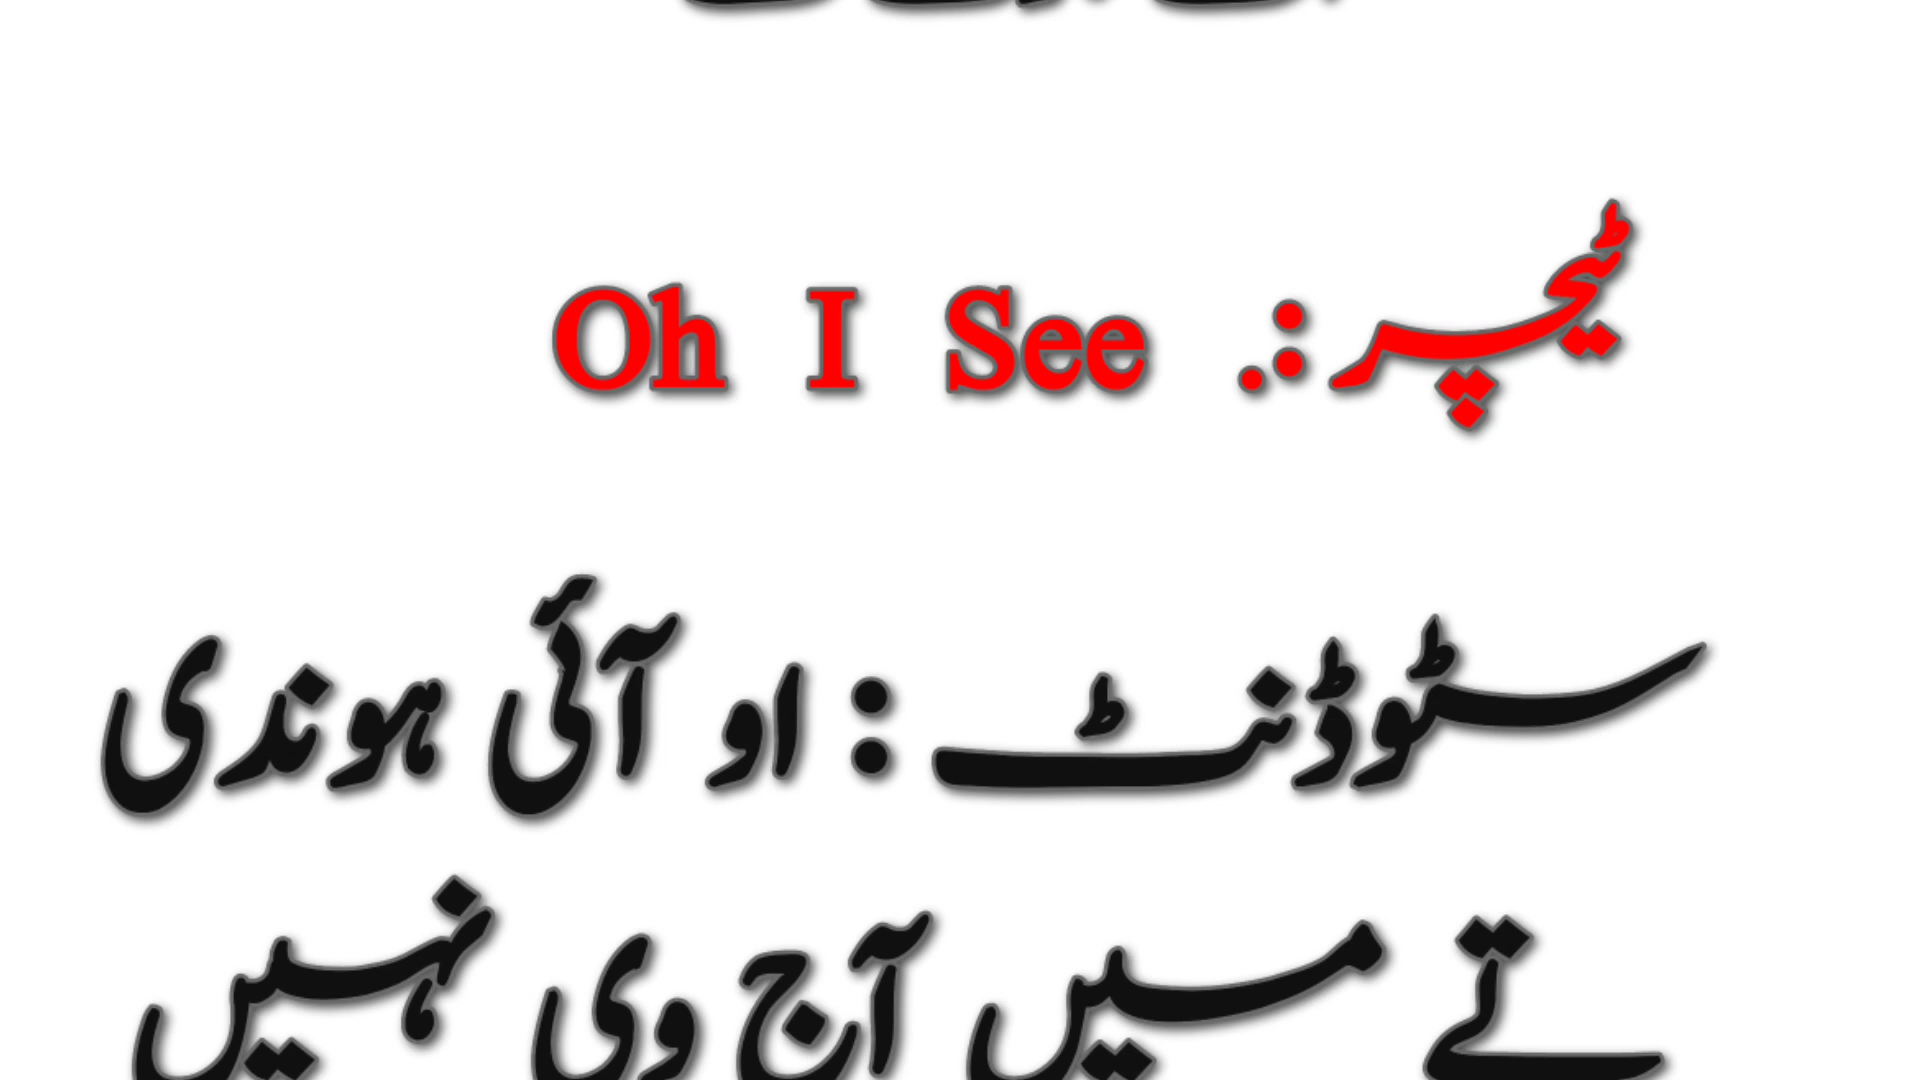 ٹیچر :. Oh I See
سٹوڈنٹ : او آئی ہوندی
تے میں آج وی نہیں